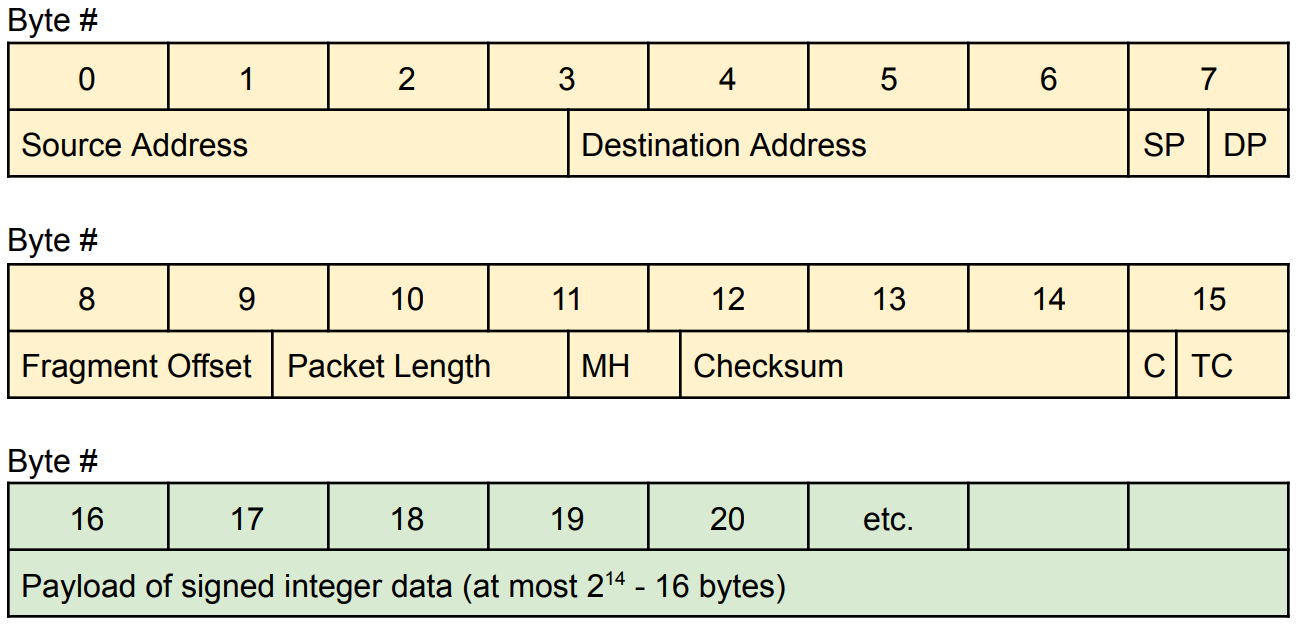 Byte #
0 1 2 3 4 5 6 7
Source Address Destination Address SP DP
Byte #
8 9 10 11 12 13 14 15
Fragment Offset Packet Length MH Checksum C TC
Byte #
16 17 18 19 20 etc.
Payload of signed integer data (at most 2¹⁴ - 16 bytes)